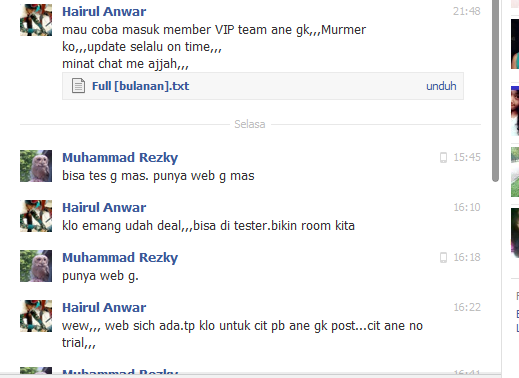 Hairul Anwar 21:48
mau coba masuk member VIP team ane gk,,,Murmer
ko,,,update selalu on time,,,
minat chat me ajjah,,,
Full [bulanan].txt unduh
Selasa
Muhammad Rezky 15:45
bisa tes g mas. punya web g mas
Hairul Anwar 16:10
klo emang udah deal,,,bisa di tester.bikin room kita
Muhammad Rezky 16:18
punya web g.
Hairul Anwar 16:22
wew,,, web sich ada.tp klo untuk cit pb ane gk post...cit ane no
trial,,,
Muhammad Rezky 16:41